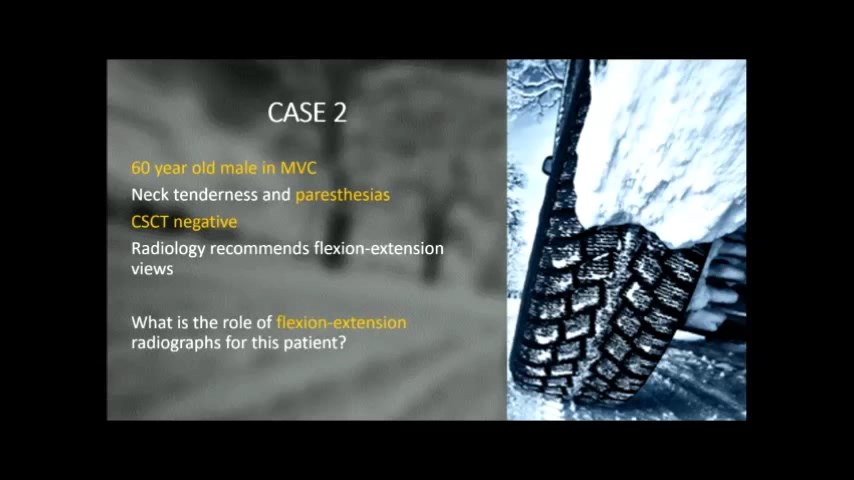 CASE 2
60 year old male in MVC
Neck tenderness and paresthesias
CSCT negative
Radiology recommends flexion-extension
views
What is the role of flexion-extension
radiographs for this patient?